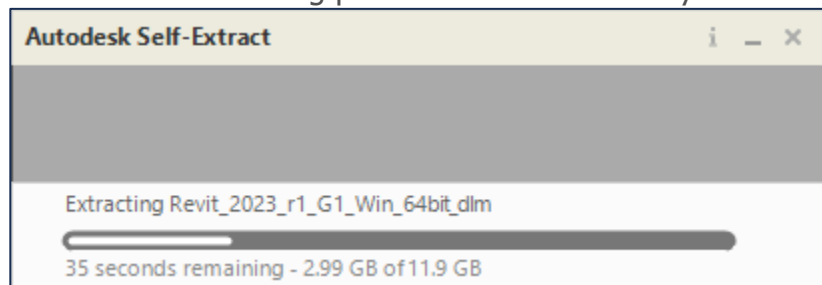 Autodesk Self-Extract
Extracting Revit_2023_r1_G1_Win_64bit_dlm
35 seconds remaining - 2.99 GB of 11.9 GB